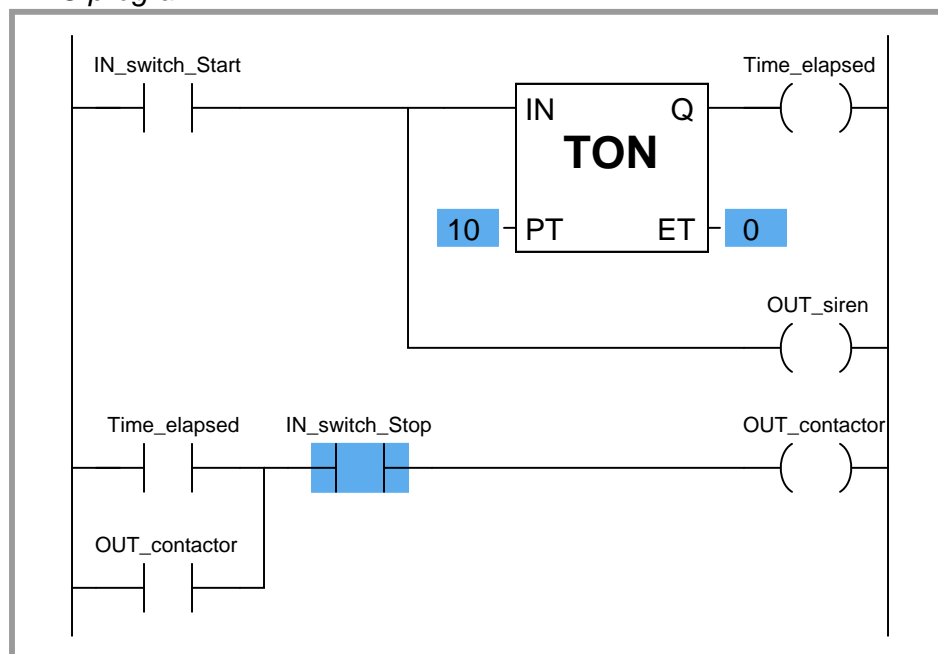 IN_switch_Start
Time_elapsed
IN Q
TON
10 PT ET 0
OUT_siren
Time_elapsed IN_switch_Stop OUT_contactor
OUT_contactor